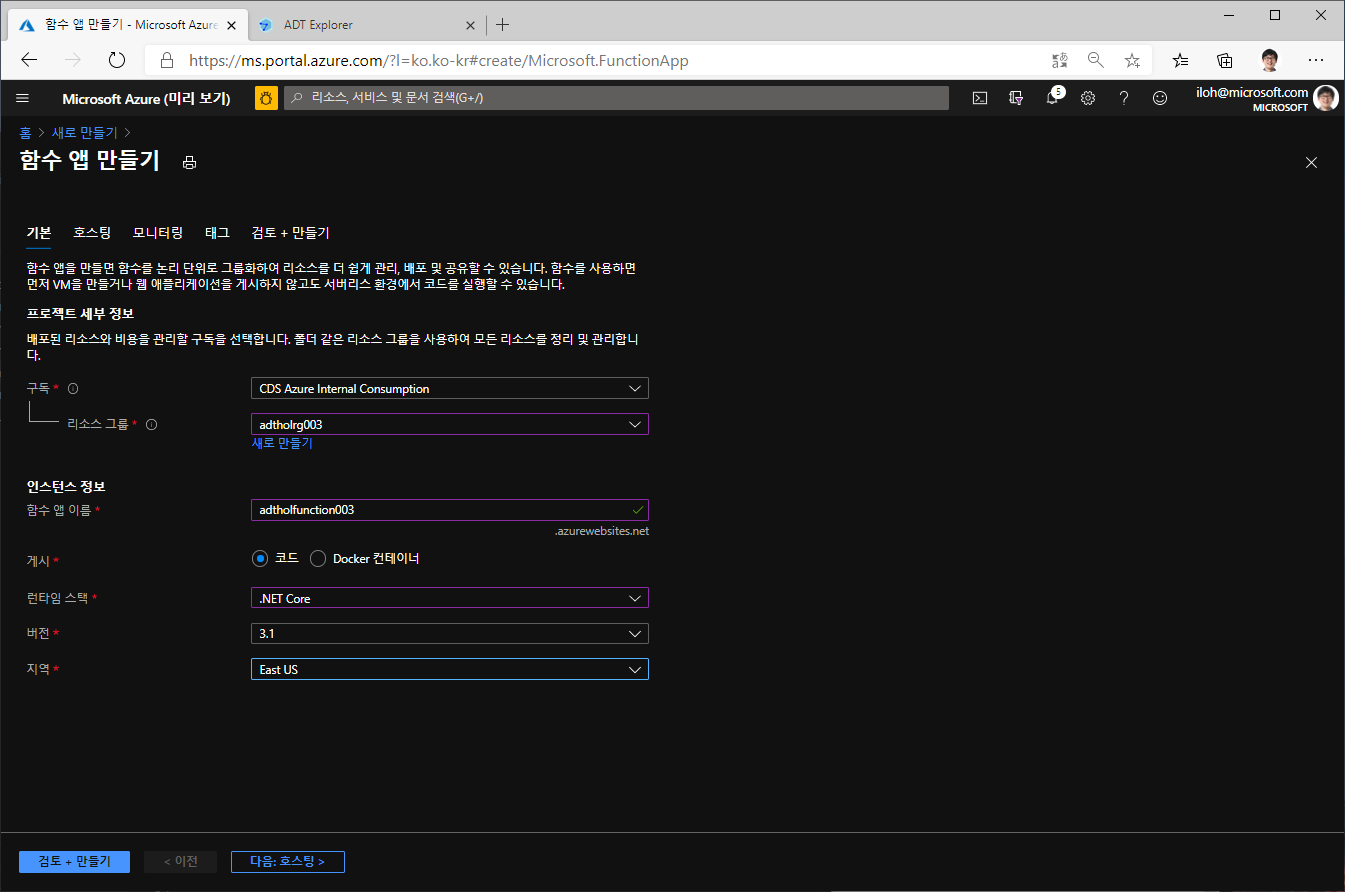 함수 앱 만들기 - Microsoft Azure
ADT Explorer
https://ms.portal.azure.com/?l=ko.ko-kr#create/Microsoft.FunctionApp
Microsoft Azure (미리 보기)
리소스, 서비스 및 문서 검색(G+/)
5
iloh@microsoft.com
MICROSOFT
홈 > 새로 만들기 >
함수 앱 만들기
기본 호스팅 모니터링 태그 검토 + 만들기
함수 앱을 만들면 함수를 논리 단위로 그룹화하여 리소스를 더 쉽게 관리, 배포 및 공유할 수 있습니다. 함수를 사용하면
먼저 VM을 만들거나 웹 애플리케이션을 게시하지 않고도 서버리스 환경에서 코드를 실행할 수 있습니다.
프로젝트 세부 정보
배포된 리소스와 비용을 관리할 구독을 선택합니다. 폴더 같은 리소스 그룹을 사용하여 모든 리소스를 정리 및 관리합니
다.
구독 * CDS Azure Internal Consumption
리소스 그룹 * adtholrg003
새로 만들기
인스턴스 정보
함수 앱 이름 * adtholfunction003
.azurewebsites.net
게시 * 코드 Docker 컨테이너
런타임 스택 * .NET Core
버전 * 3.1
지역 * East US
검토 + 만들기 < 이전 다음: 호스팅 >